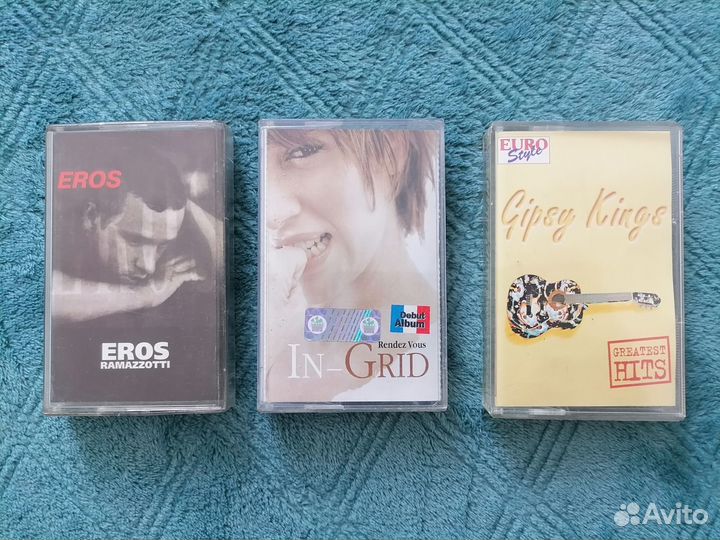 EROS
EROS
RAMAZZOTTI
Debut
Album
Rendez Vous
IN-GRID
EURO
Style
Gipsy Kings
GREATEST
HITS
Avito